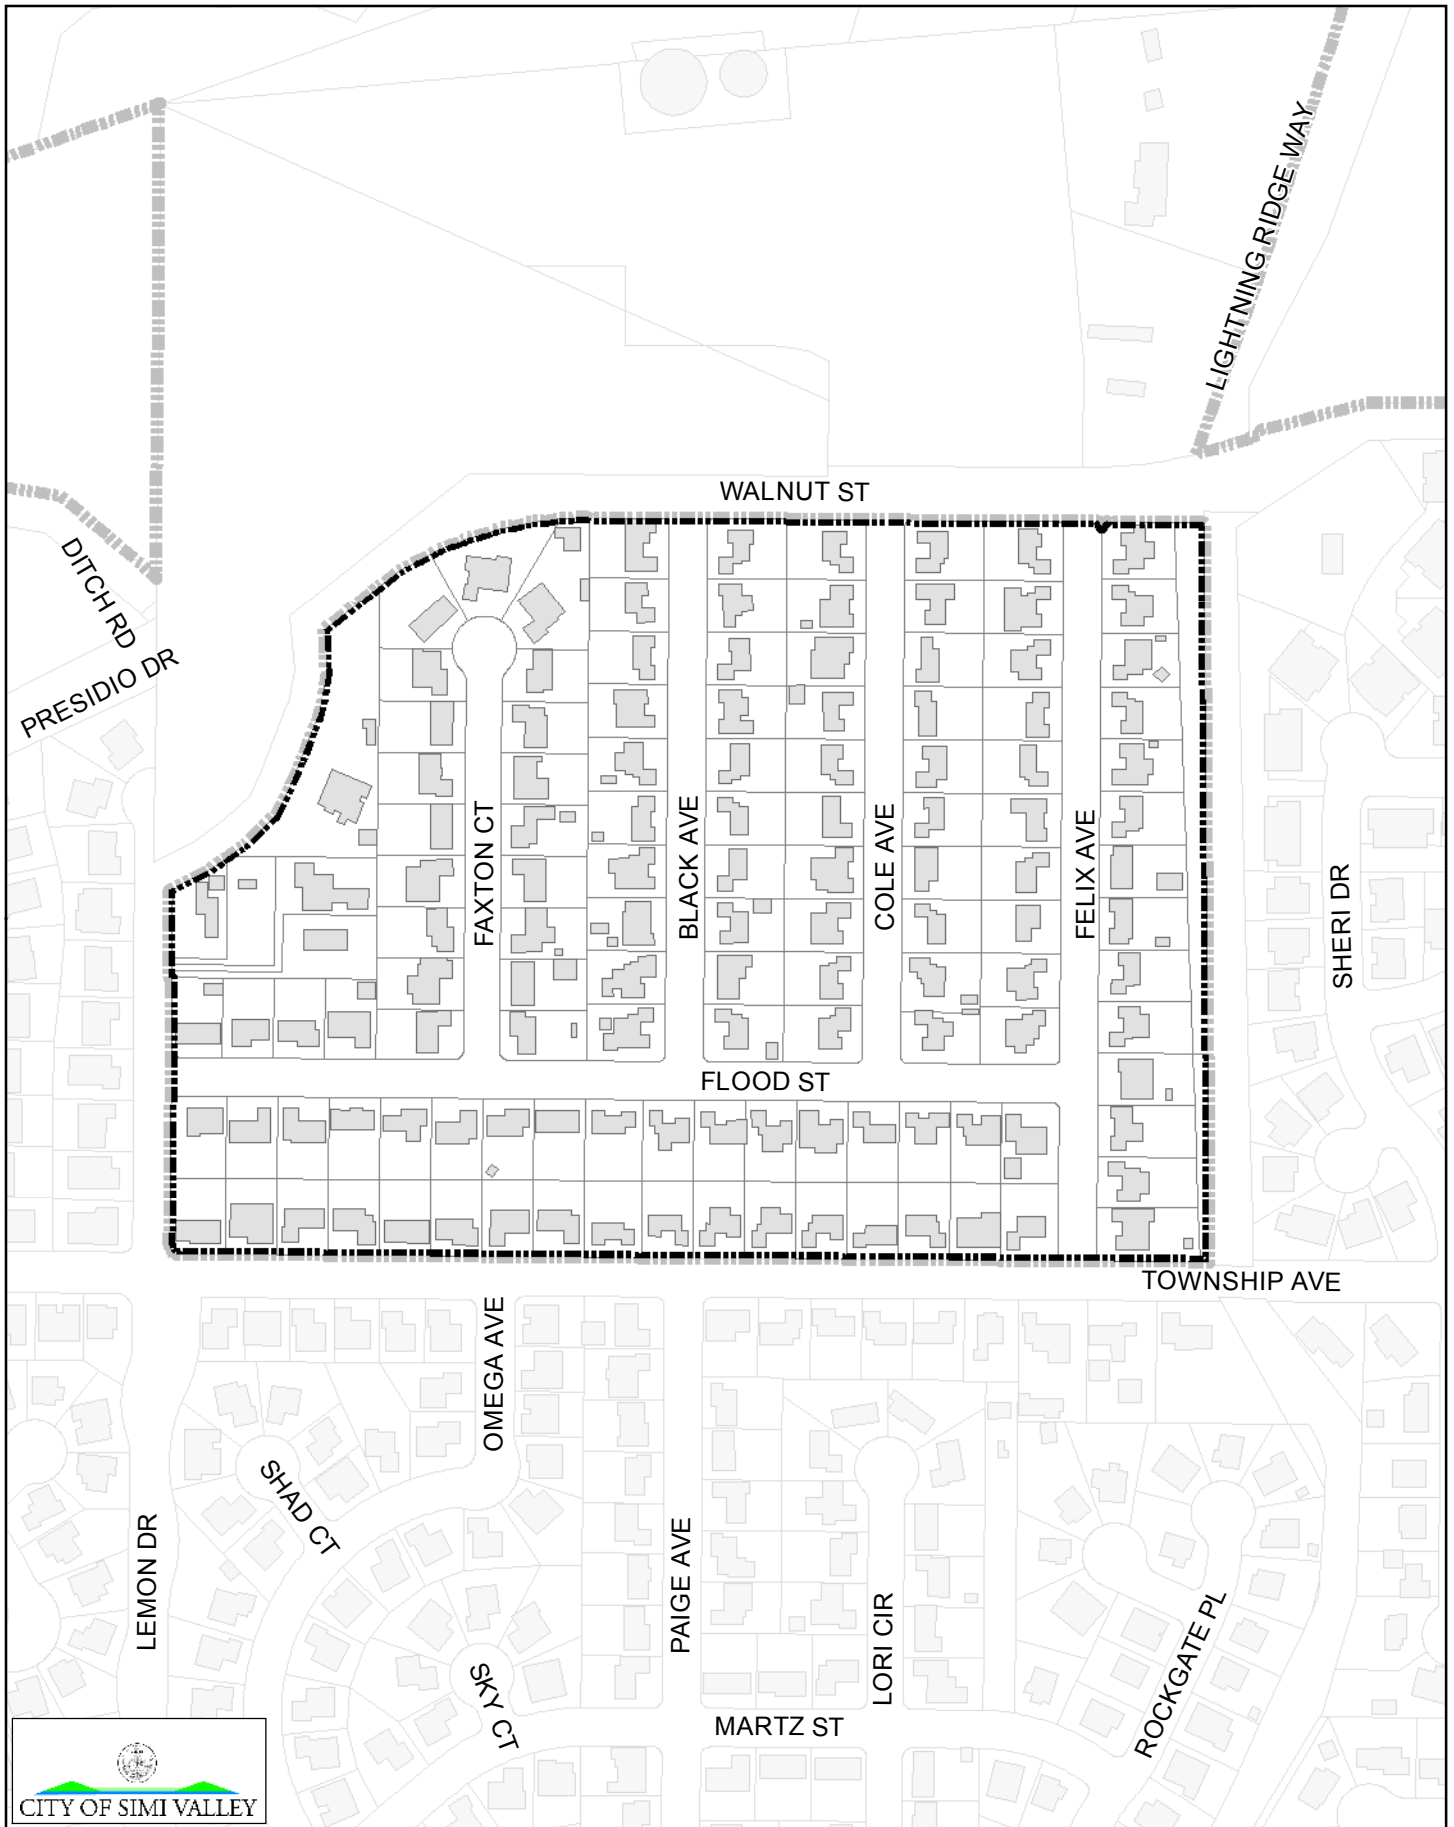 LIGHTNING RIDGE WAY
WALNUT ST
DITCH RD
PRESIDIO DR
FAXTON CT
BLACK AVE
COLE AVE
FELIX AVE
SHERI DR
FLOOD ST
TOWNSHIP AVE
OMEGA AVE
SHAD CT
LEMON DR
PAIGE AVE
LORI CIR
ROCKGATE PL
SKY CT
MARTZ ST
CITY OF SIMI VALLEY